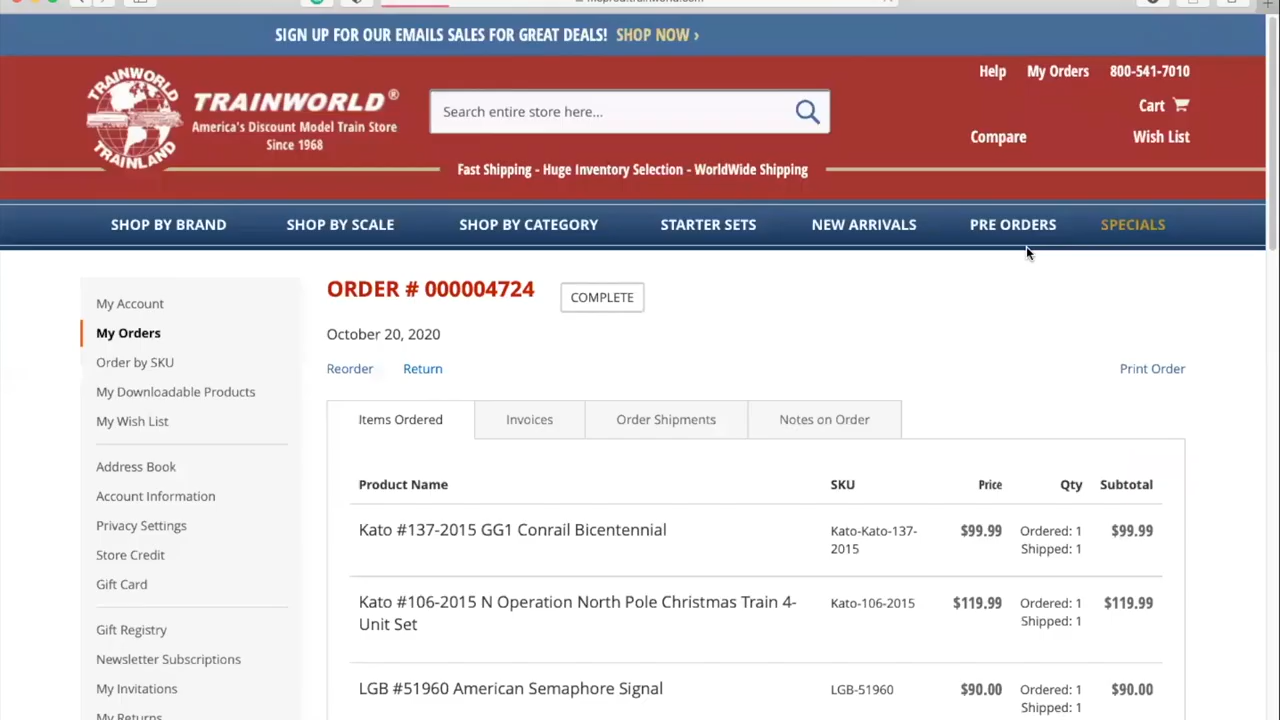 SIGN UP FOR OUR EMAILS SALES FOR GREAT DEALS! SHOP NOW ›
Help My Orders 800-541-7010
TRAINWORLD
TRAINLAND
TRAINWORLD®
America's Discount Model Train Store
Since 1968
Search entire store here...
Cart
Compare Wish List
Fast Shipping - Huge Inventory Selection - WorldWide Shipping
SHOP BY BRAND SHOP BY SCALE SHOP BY CATEGORY STARTER SETS NEW ARRIVALS PRE ORDERS SPECIALS
My Account
My Orders
Order by SKU
My Downloadable Products
My Wish List
Address Book
Account Information
Privacy Settings
Store Credit
Gift Card
Gift Registry
Newsletter Subscriptions
My Invitations
My Returns
ORDER # 000004724 COMPLETE
October 20, 2020
Reorder Return Print Order
Items Ordered Invoices Order Shipments Notes on Order
Product Name SKU Price Qty Subtotal
Kato #137-2015 GG1 Conrail Bicentennial Kato-Kato-137- $99.99 Ordered: 1 $99.99
2015 Shipped: 1
Kato #106-2015 N Operation North Pole Christmas Train 4- Kato-106-2015 $119.99 Ordered: 1 $119.99
Unit Set Shipped: 1
LGB #51960 American Semaphore Signal LGB-51960 $90.00 Ordered: 1 $90.00
Shipped: 1